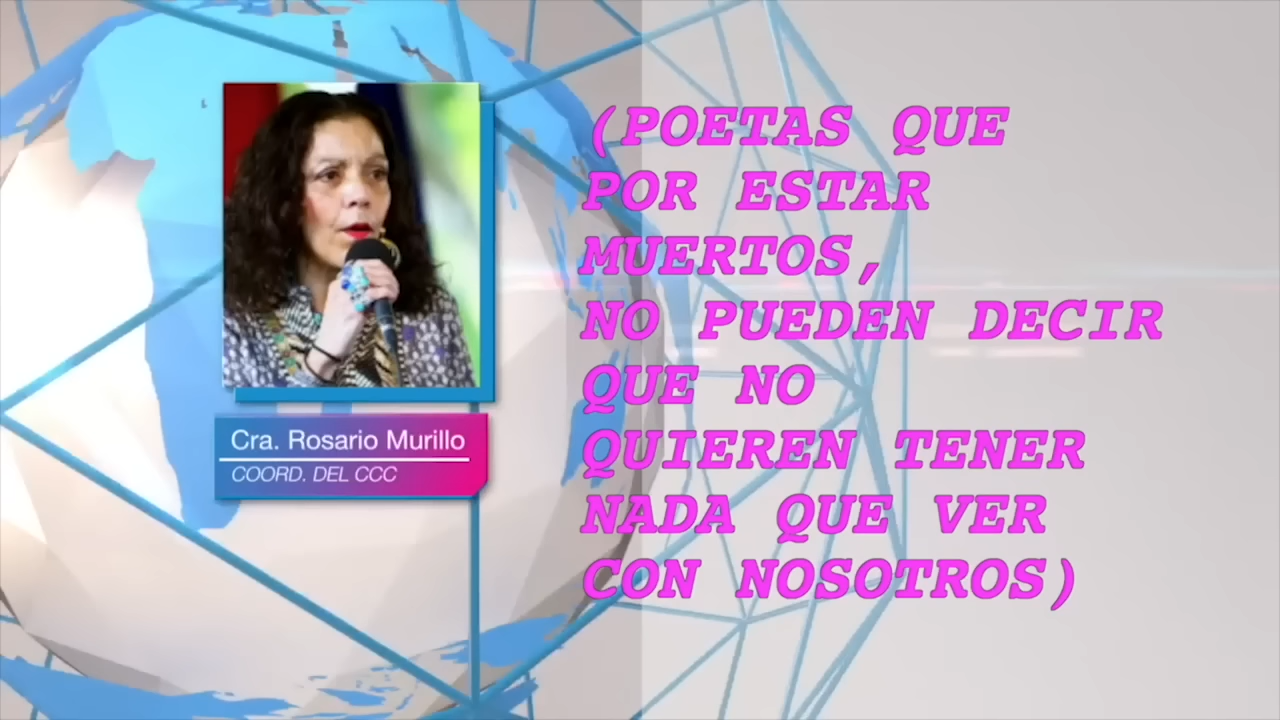 Cra. Rosario Murillo
COORD. DEL CCC
(POETAS QUE
POR ESTAR
MUERTOS,
NO PUEDEN DECIR
QUE NO
QUIEREN TENER
NADA QUE VER
CON NOSOTROS)